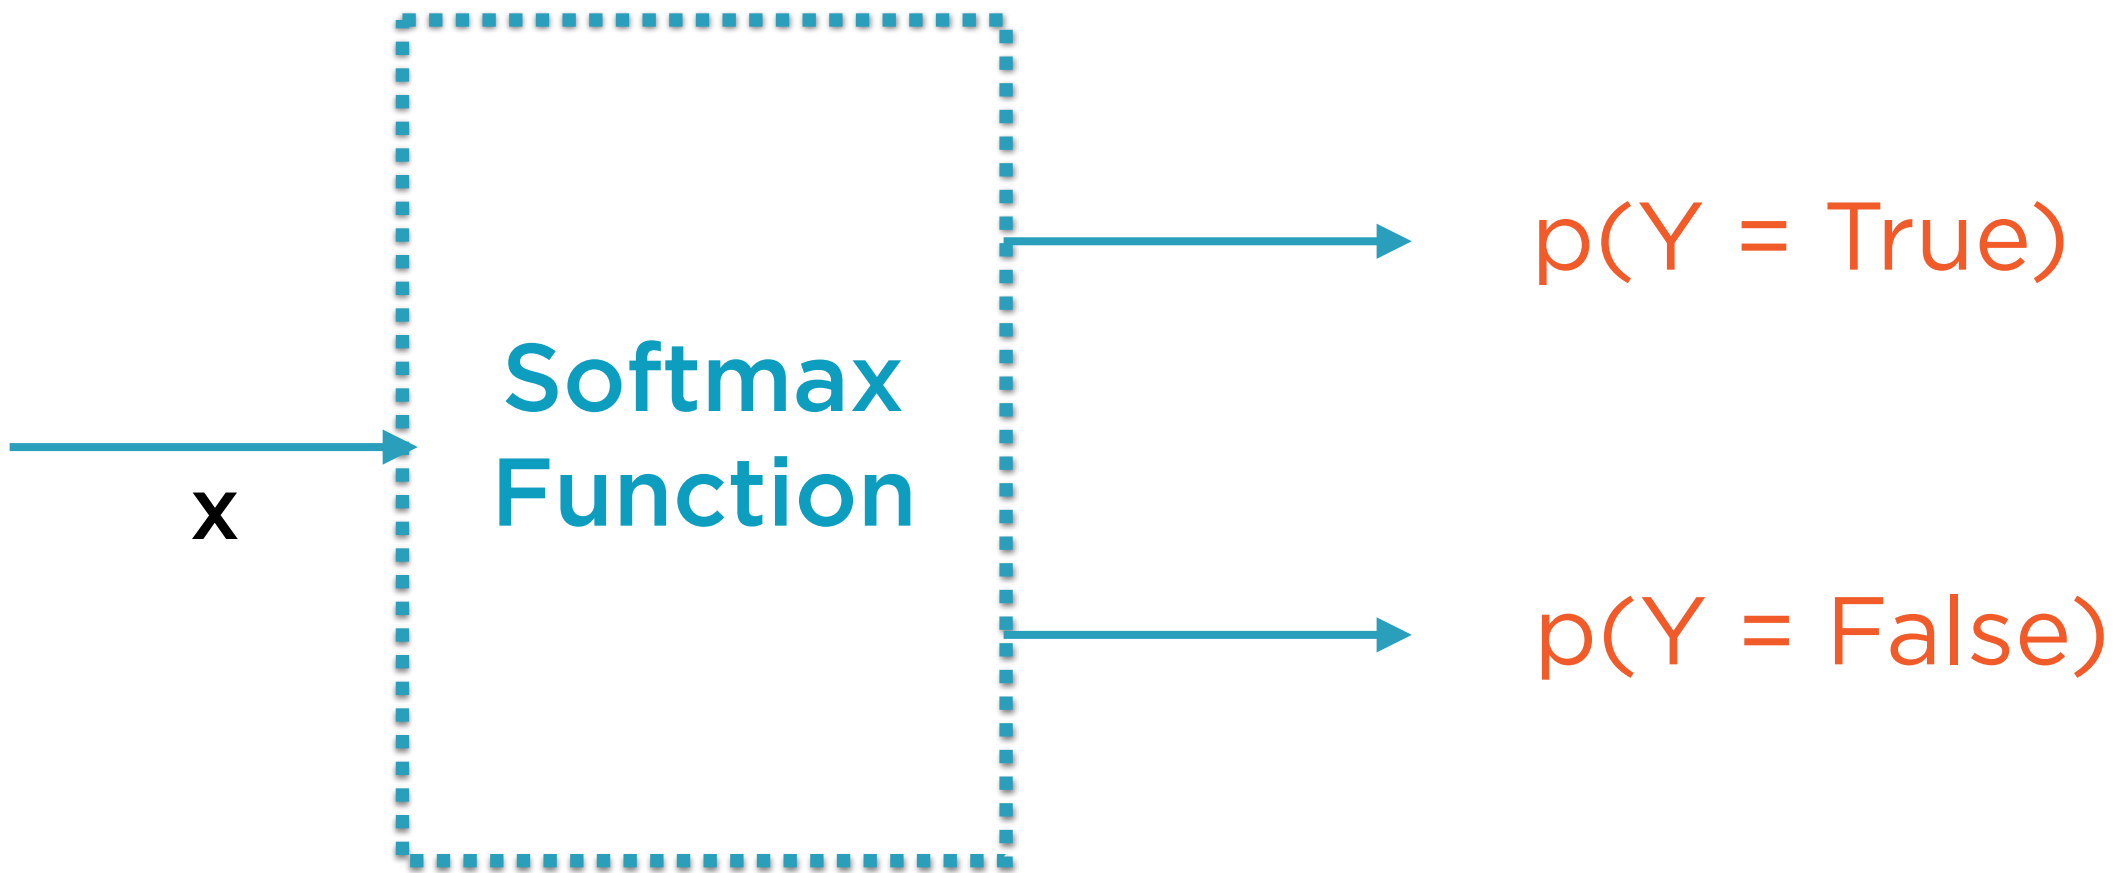 x
Softmax
Function
p(Y = True)
p(Y = False)